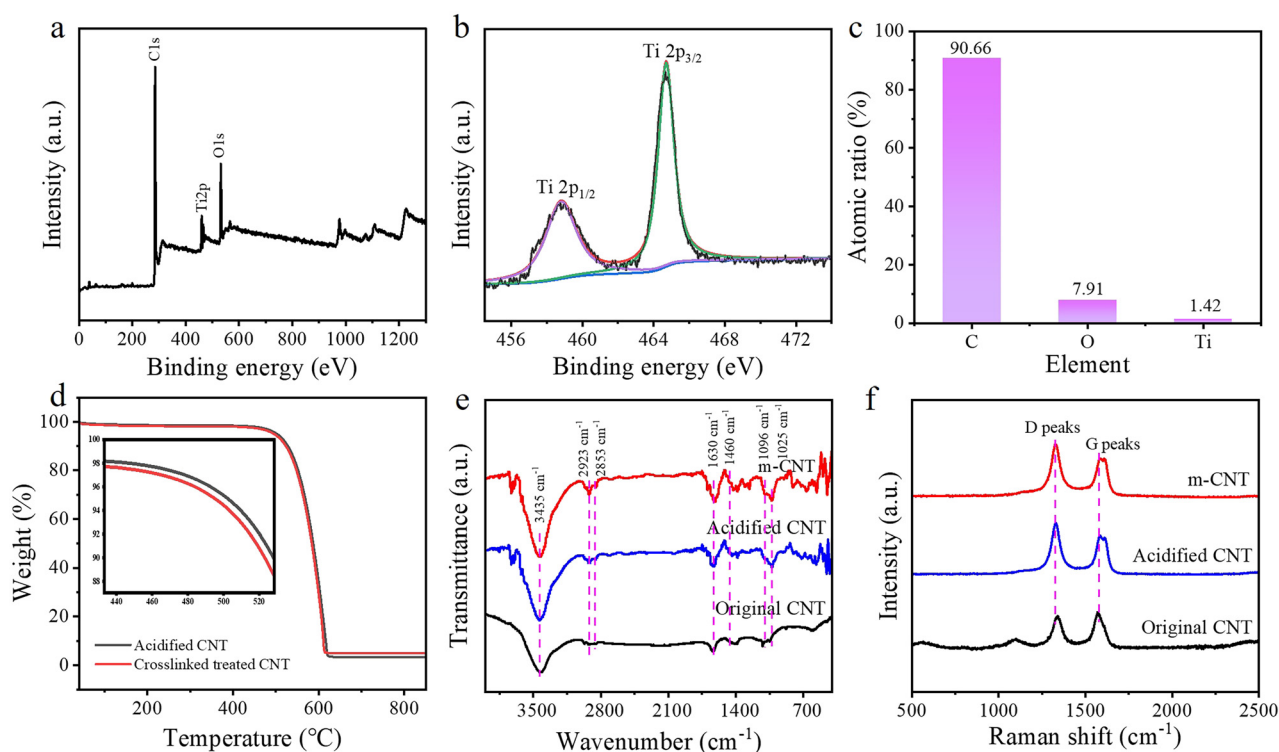 a
Intensity (a.u.)
C1s
Ti2p
O1s
0 200 400 600 800 1000 1200
Binding energy (eV)
b
Intensity (a.u.)
Ti 2p1/2
Ti 2p3/2
456 460 464 468 472
Binding energy (eV)
c
Atomic ratio (%)
100
80
60
40
20
0
90.66
7.91
1.42
C O Ti
Element
d
Weight (%)
100
80
60
40
20
0
100
98
96
94
92
90
88
440 460 480 500 520
Acidified CNT
Crosslinked treated CNT
0 200 400 600 800
Temperature (°C)
e
Transmittance (a.u.)
3435 cm-1
2923 cm-1
2853 cm-1
1630 cm-1
1460 cm-1
1096 cm-1
1025 cm-1
m-CNT
Acidified CNT
Original CNT
3500 2800 2100 1400 700
Wavenumber (cm-1)
f
Intensity (a.u.)
D peaks
G peaks
m-CNT
Acidified CNT
Original CNT
500 1000 1500 2000 2500
Raman shift (cm-1)